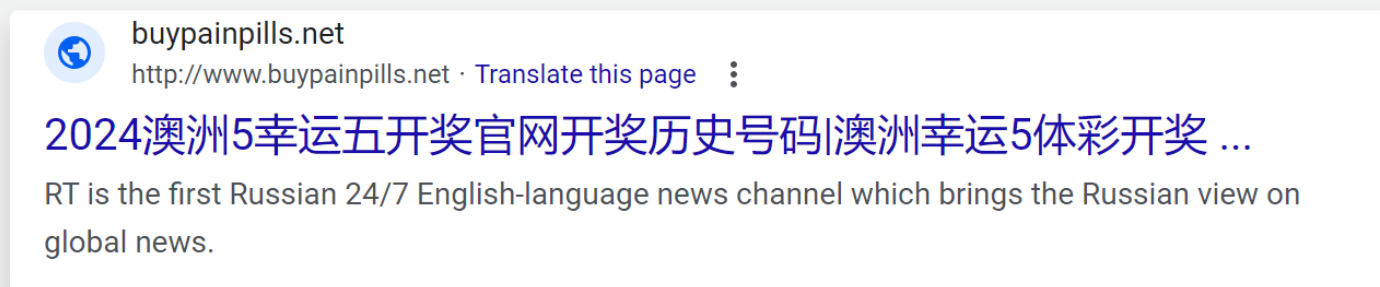 buypainpills.net
http://www.buypainpills.net · Translate this page
2024澳洲5幸运五开奖官网开奖历史号码|澳洲幸运5体彩开奖 ...
RT is the first Russian 24/7 English-language news channel which brings the Russian view on
global news.